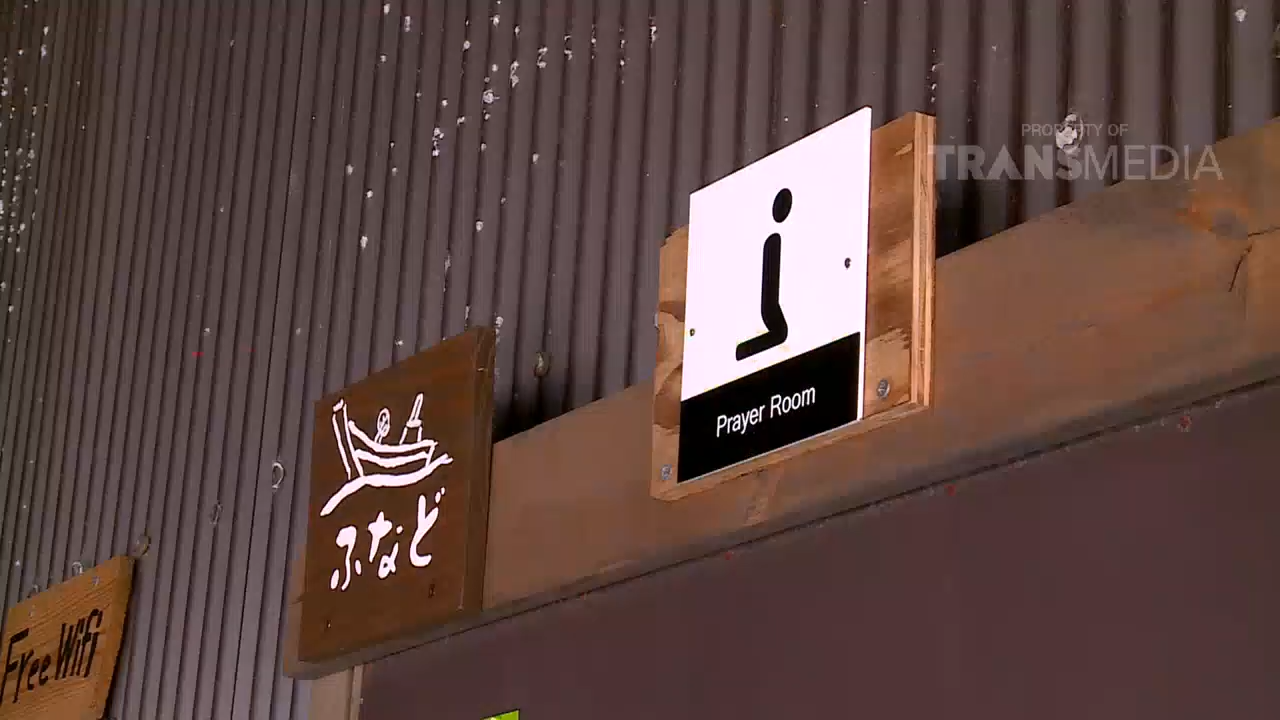 PROPERTY OF
TRANSMEDIA
Prayer Room
ふなど
Free Wifi